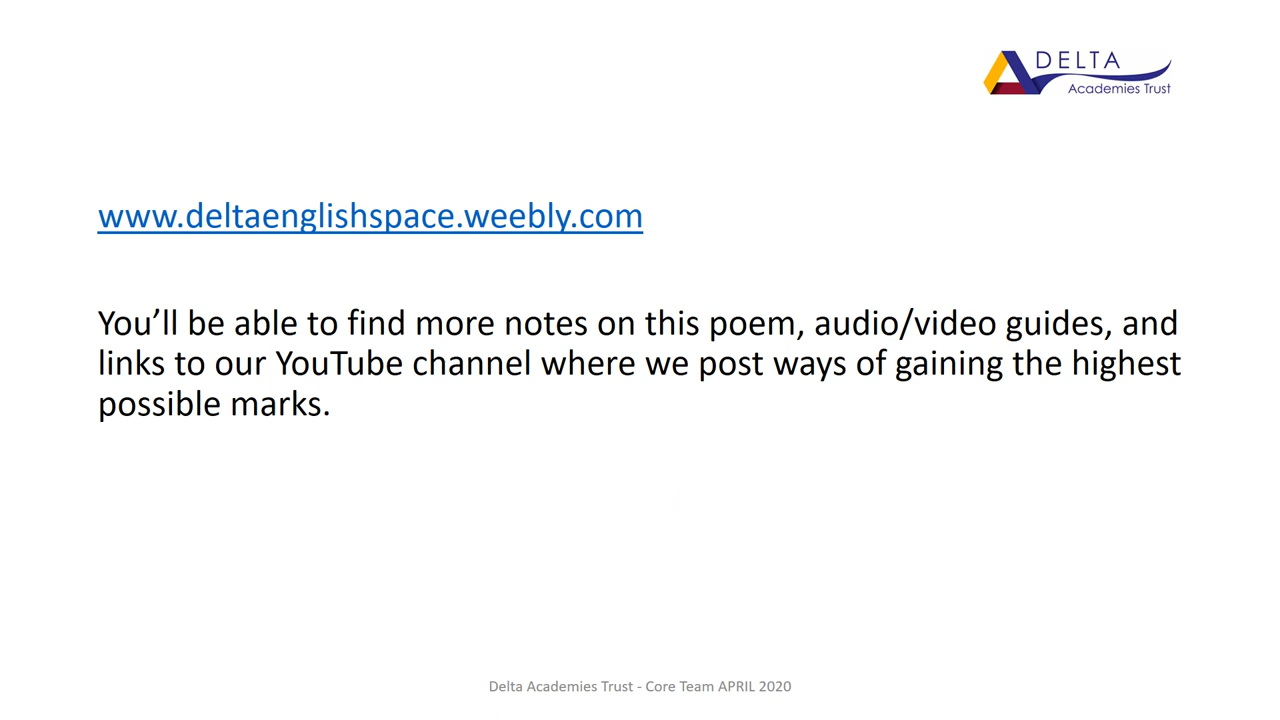 DELTA
Academies Trust
www.deltaenglishspace.weebly.com
You’ll be able to find more notes on this poem, audio/video guides, and
links to our YouTube channel where we post ways of gaining the highest
possible marks.
Delta Academies Trust - Core Team APRIL 2020